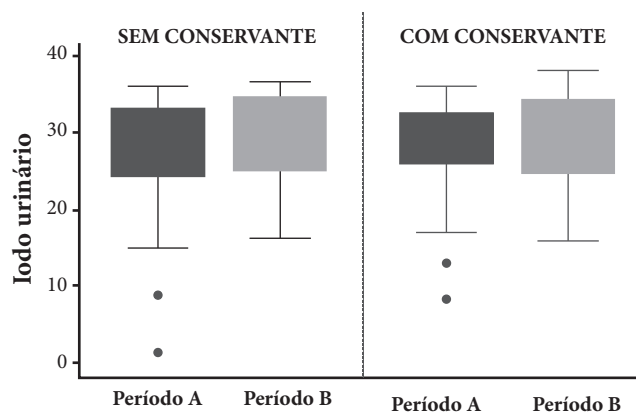 SEM CONSERVANTE
COM CONSERVANTE
Iodo urinário
40
30
20
10
0
Período A
Período B
Período A
Período B